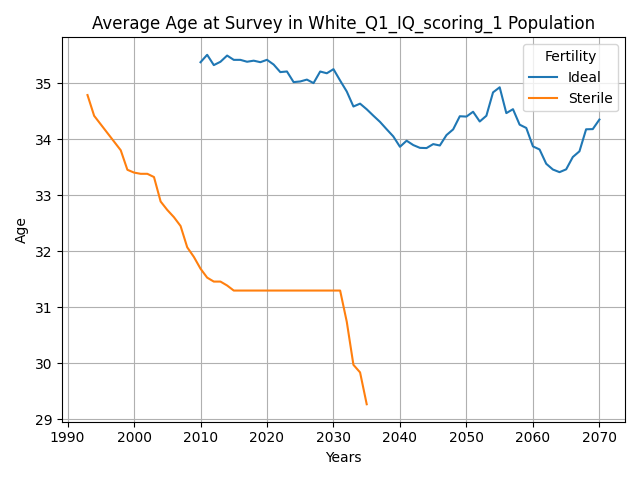 Average Age at Survey in White_Q1_IQ_scoring_1 Population
Fertility
Ideal
Sterile
Age
35
34
33
32
31
30
29
1990 2000 2010 2020 2030 2040 2050 2060 2070
Years